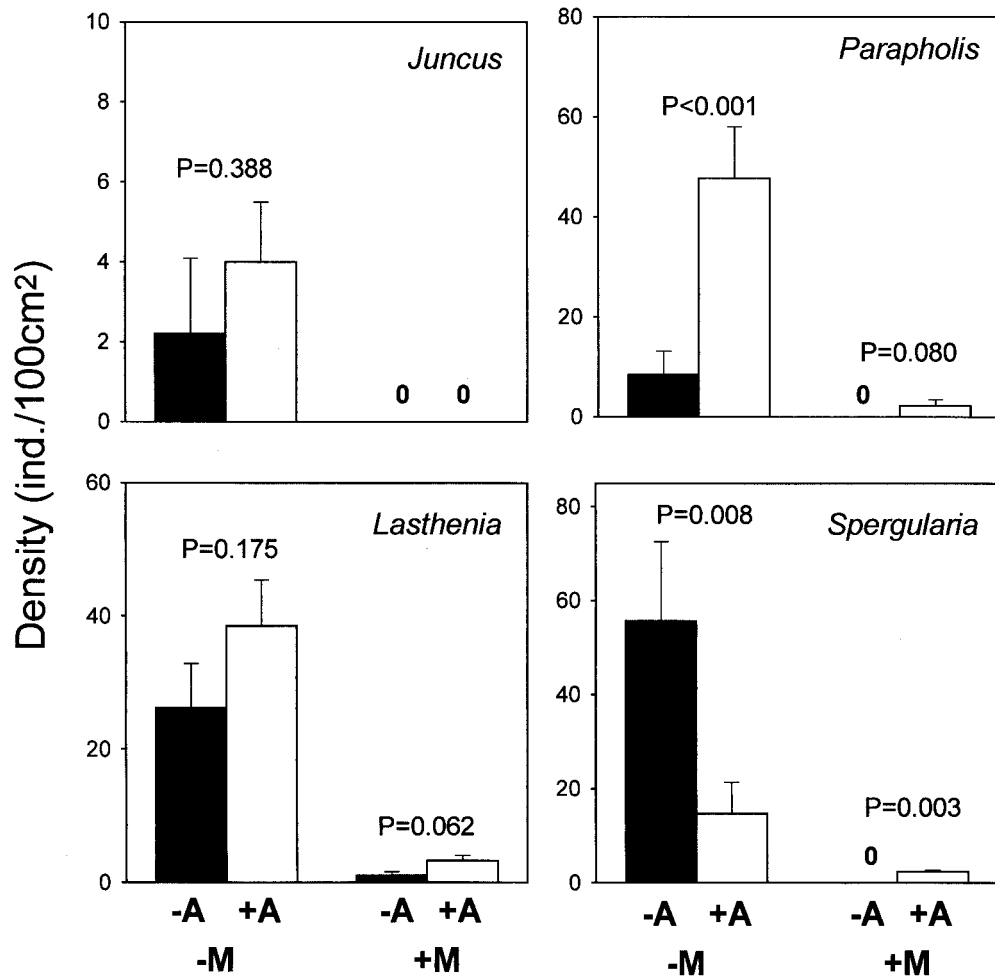 Density (ind./100cm²)
10
8
6
4
2
0
Juncus
P=0.388
0 0
80
60
40
20
0
Parapholis
P<0.001
P=0.080
0
60
40
20
0
Lasthenia
P=0.175
P=0.062
80
60
40
20
0
Spergularia
P=0.008
P=0.003
0
-A +A -A +A
-M +M
-A +A -A +A
-M +M